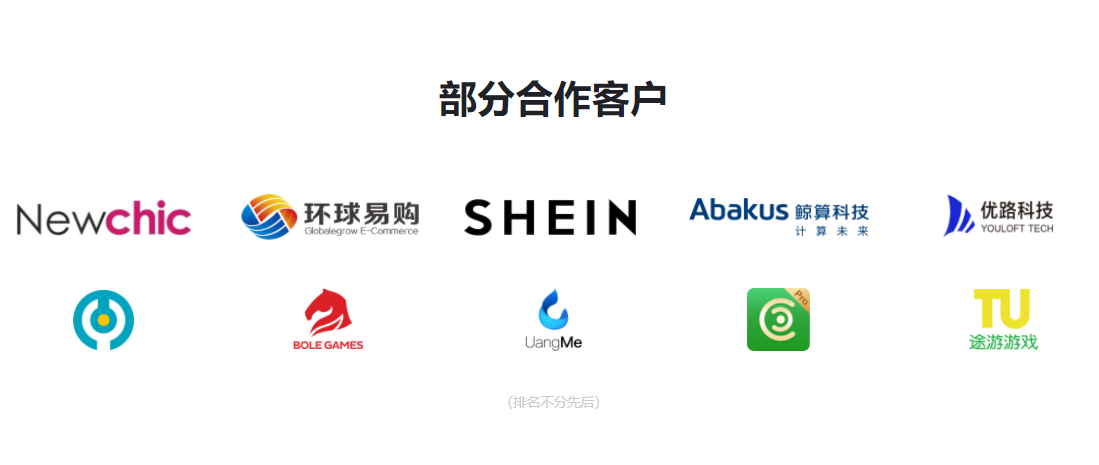 部分合作客户
Newchic
环球易购
Globalegrow E-Commerce
SHEIN
Abakus 鲸算科技
计算未来
优路科技
YOULOFT TECH
BOLE GAMES
UangMe
Pro
TU
途游游戏
(排名不分先后)